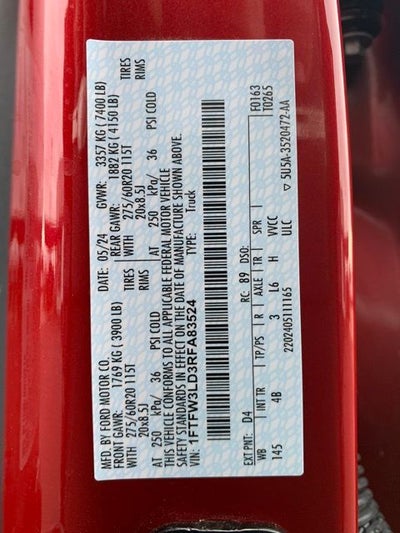 MFD. BY FORD MOTOR CO. DATE: 05/24 GVWR: 3357 KG (7400 LB)
FRONT GAWR: 1769 KG (3900 LB) REAR GAWR: 1882 KG (4150 LB)
WITH 275/60R20 115T TIRES WITH 275/60R20 115T TIRES
20x8.5J RIMS 20x8.5J RIMS
AT 250 kPa/ 36 PSI COLD AT 250 kPa/ 36 PSI COLD
THIS VEHICLE CONFORMS TO ALL APPLICABLE FEDERAL MOTOR VEHICLE
SAFETY STANDARDS IN EFFECT ON THE DATE OF MANUFACTURE SHOWN ABOVE.
VIN: 1FTFW3LD3RFA83524 TYPE: Truck
F0163
T0265
EXT PNT: D4 RC: 89 DSO:
WB INT TR TP/PS R AXLE TR SPR
145 4B 3 L6 H VVCC
2202405111165 ULC
5U5A-3520472-AA